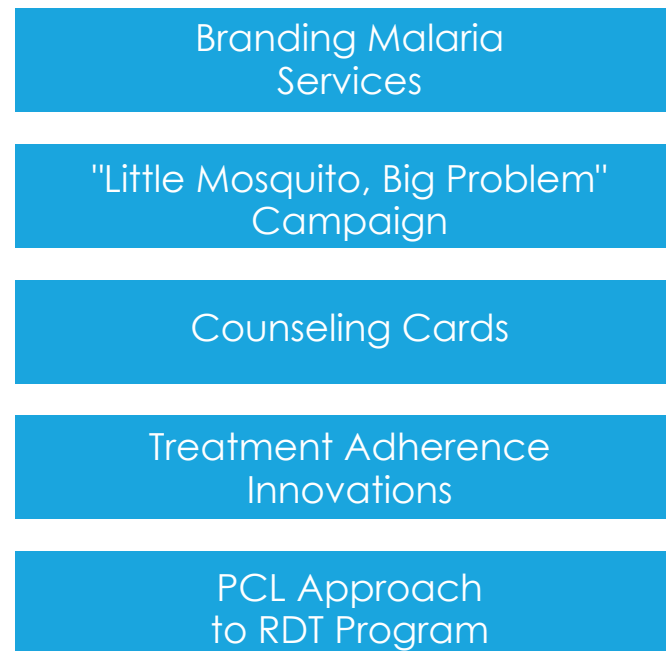 Branding Malaria
Services
"Little Mosquito, Big Problem"
Campaign
Counseling Cards
Treatment Adherence
Innovations
PCL Approach
to RDT Program